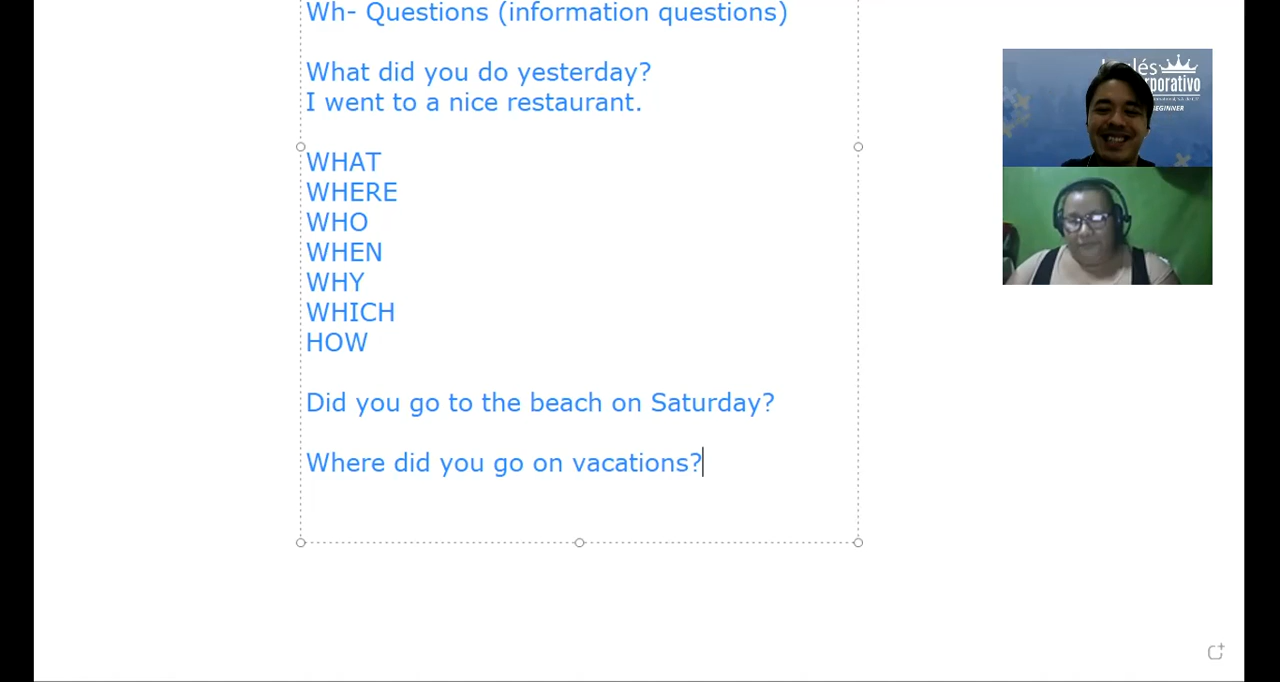 Wh- Questions (information questions)
What did you do yesterday?
I went to a nice restaurant.
WHAT
WHERE
WHO
WHEN
WHY
WHICH
HOW
Did you go to the beach on Saturday?
Where did you go on vacations?
BEGINNER